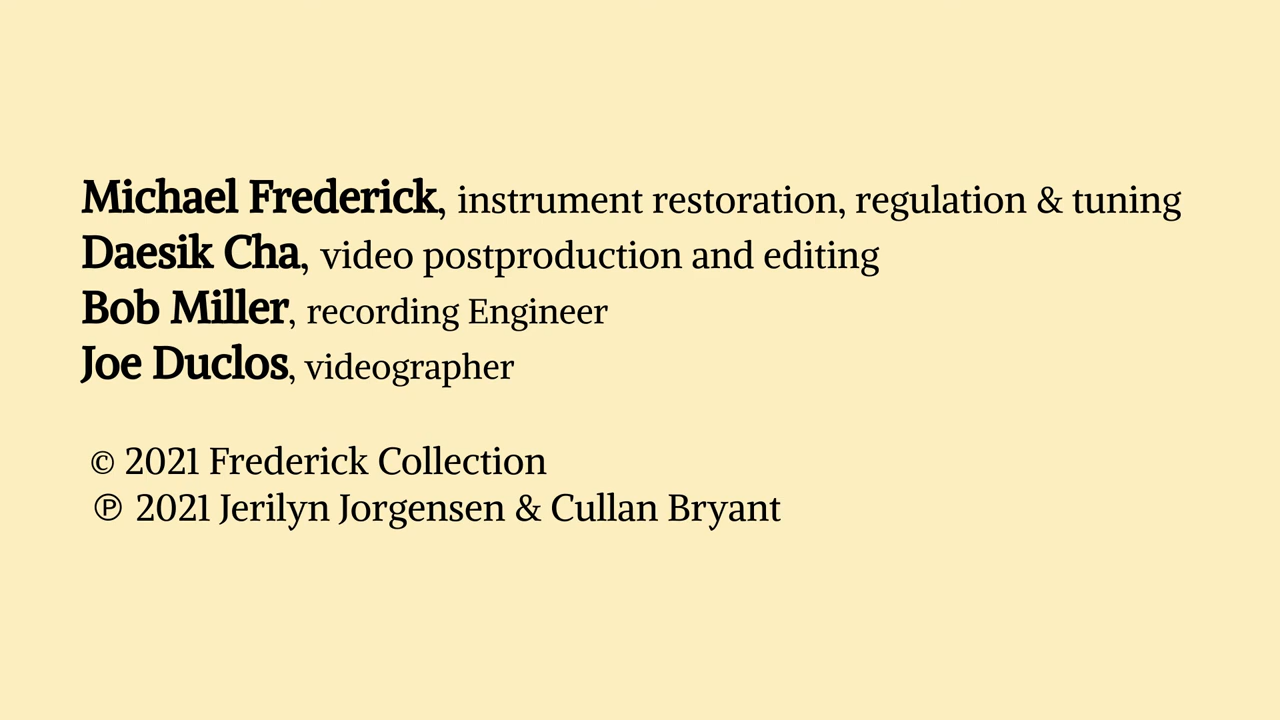 Michael Frederick, instrument restoration, regulation & tuning
Daesik Cha, video postproduction and editing
Bob Miller, recording Engineer
Joe Duclos, videographer
© 2021 Frederick Collection
℗ 2021 Jerilyn Jorgensen & Cullan Bryant